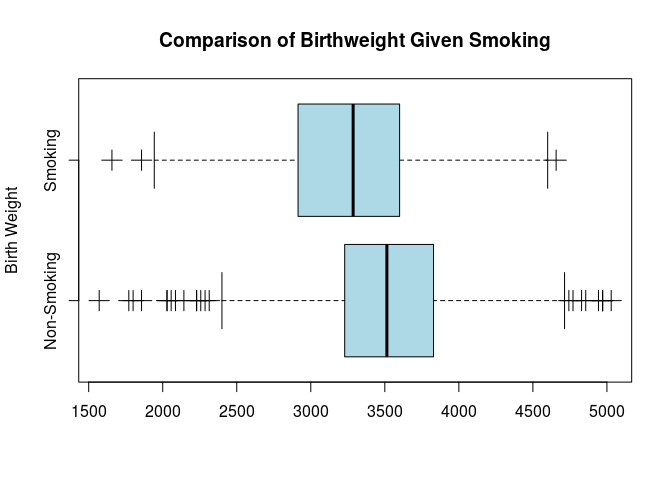 Comparison of Birthweight Given Smoking
Birth Weight
Smoking
Non-Smoking
1500 2000 2500 3000 3500 4000 4500 5000